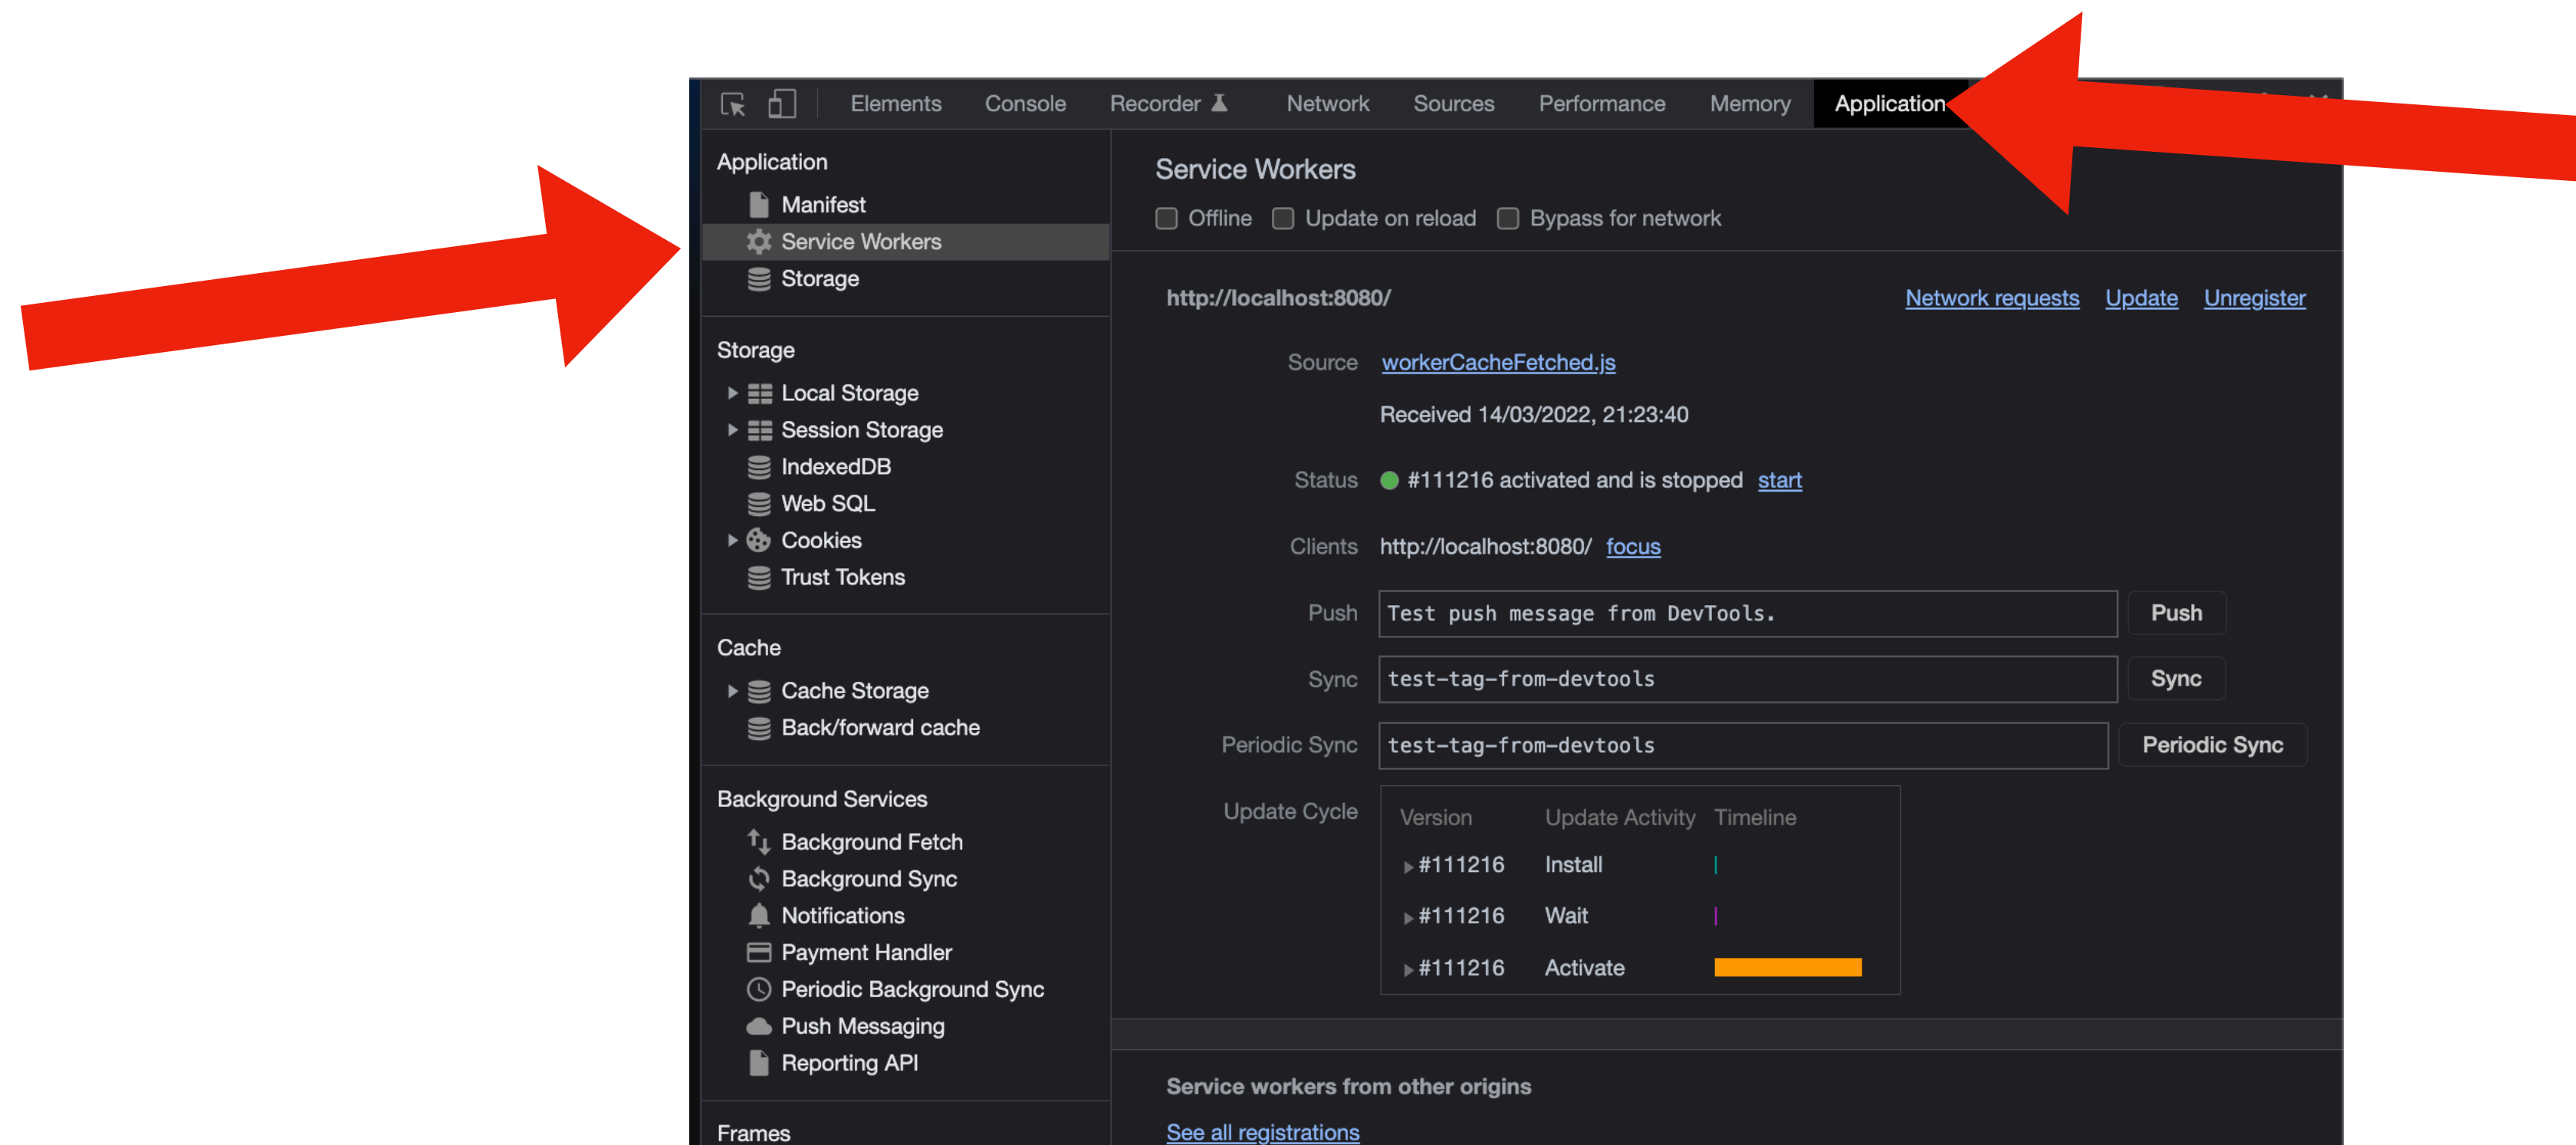 Elements Console Recorder Network Sources Performance Memory Application
Application
Manifest
Service Workers
Storage
Storage
Local Storage
Session Storage
IndexedDB
Web SQL
Cookies
Trust Tokens
Cache
Cache Storage
Back/forward cache
Background Services
Background Fetch
Background Sync
Notifications
Payment Handler
Periodic Background Sync
Push Messaging
Reporting API
Frames
Service Workers
Offline Update on reload Bypass for network
http://localhost:8080/ Network requests Update Unregister
Source workerCacheFetched.js
Received 14/03/2022, 21:23:40
Status #111216 activated and is stopped start
Clients http://localhost:8080/ focus
Push Test push message from DevTools. Push
Sync test-tag-from-devtools Sync
Periodic Sync test-tag-from-devtools Periodic Sync
Update Cycle Version Update Activity Timeline
#111216 Install
#111216 Wait
#111216 Activate
Service workers from other origins
See all registrations